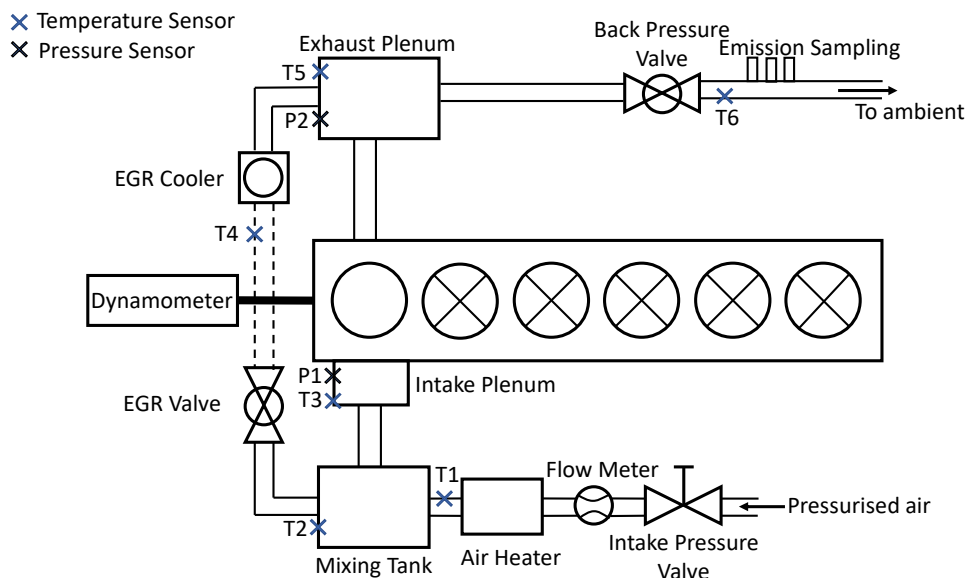 Temperature Sensor
Pressure Sensor
Exhaust Plenum
Back Pressure
Valve
Emission Sampling
T5
P2
T6
To ambient
EGR Cooler
T4
Dynamometer
P1
Intake Plenum
T3
EGR Valve
T1
Flow Meter
Pressurised air
T2
Mixing Tank
Air Heater
Intake Pressure
Valve